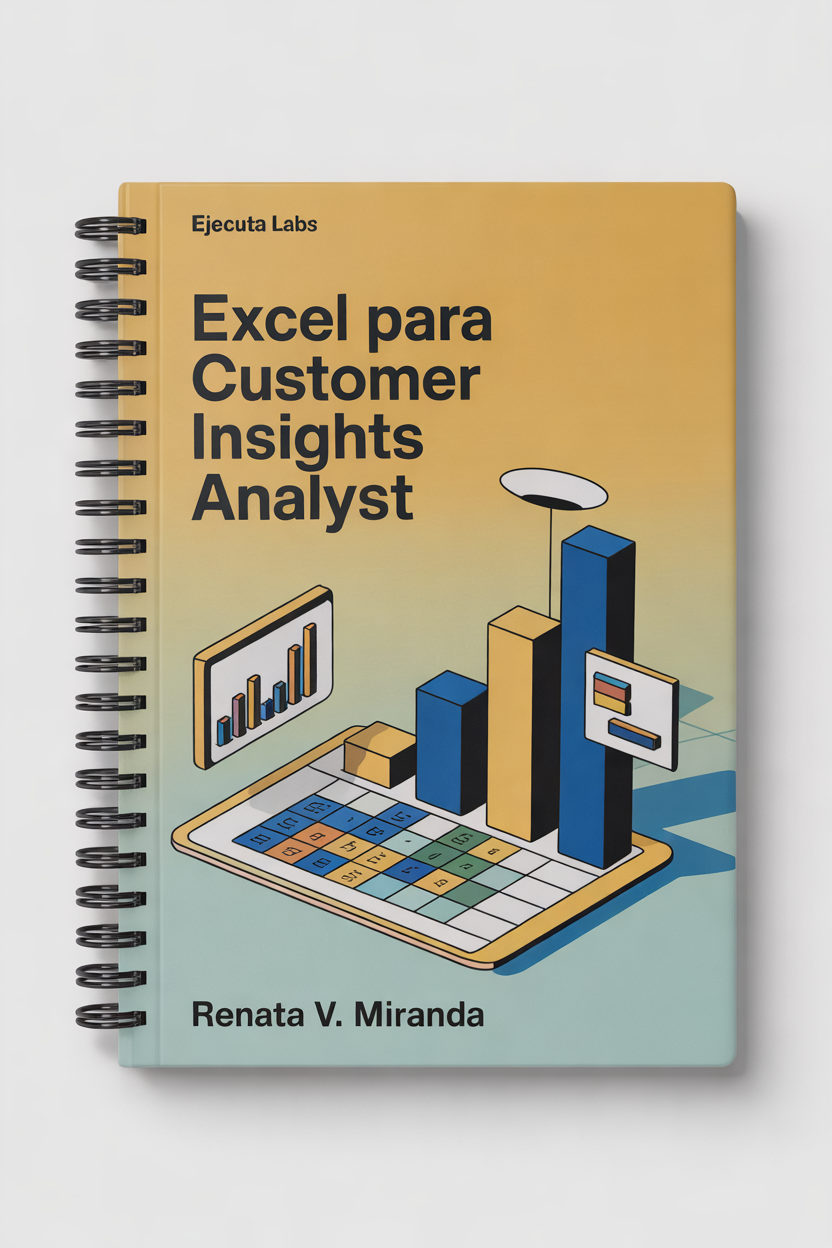 Ejecuta Labs
Excel para
Customer
Insights
Analyst
Renata V. Miranda